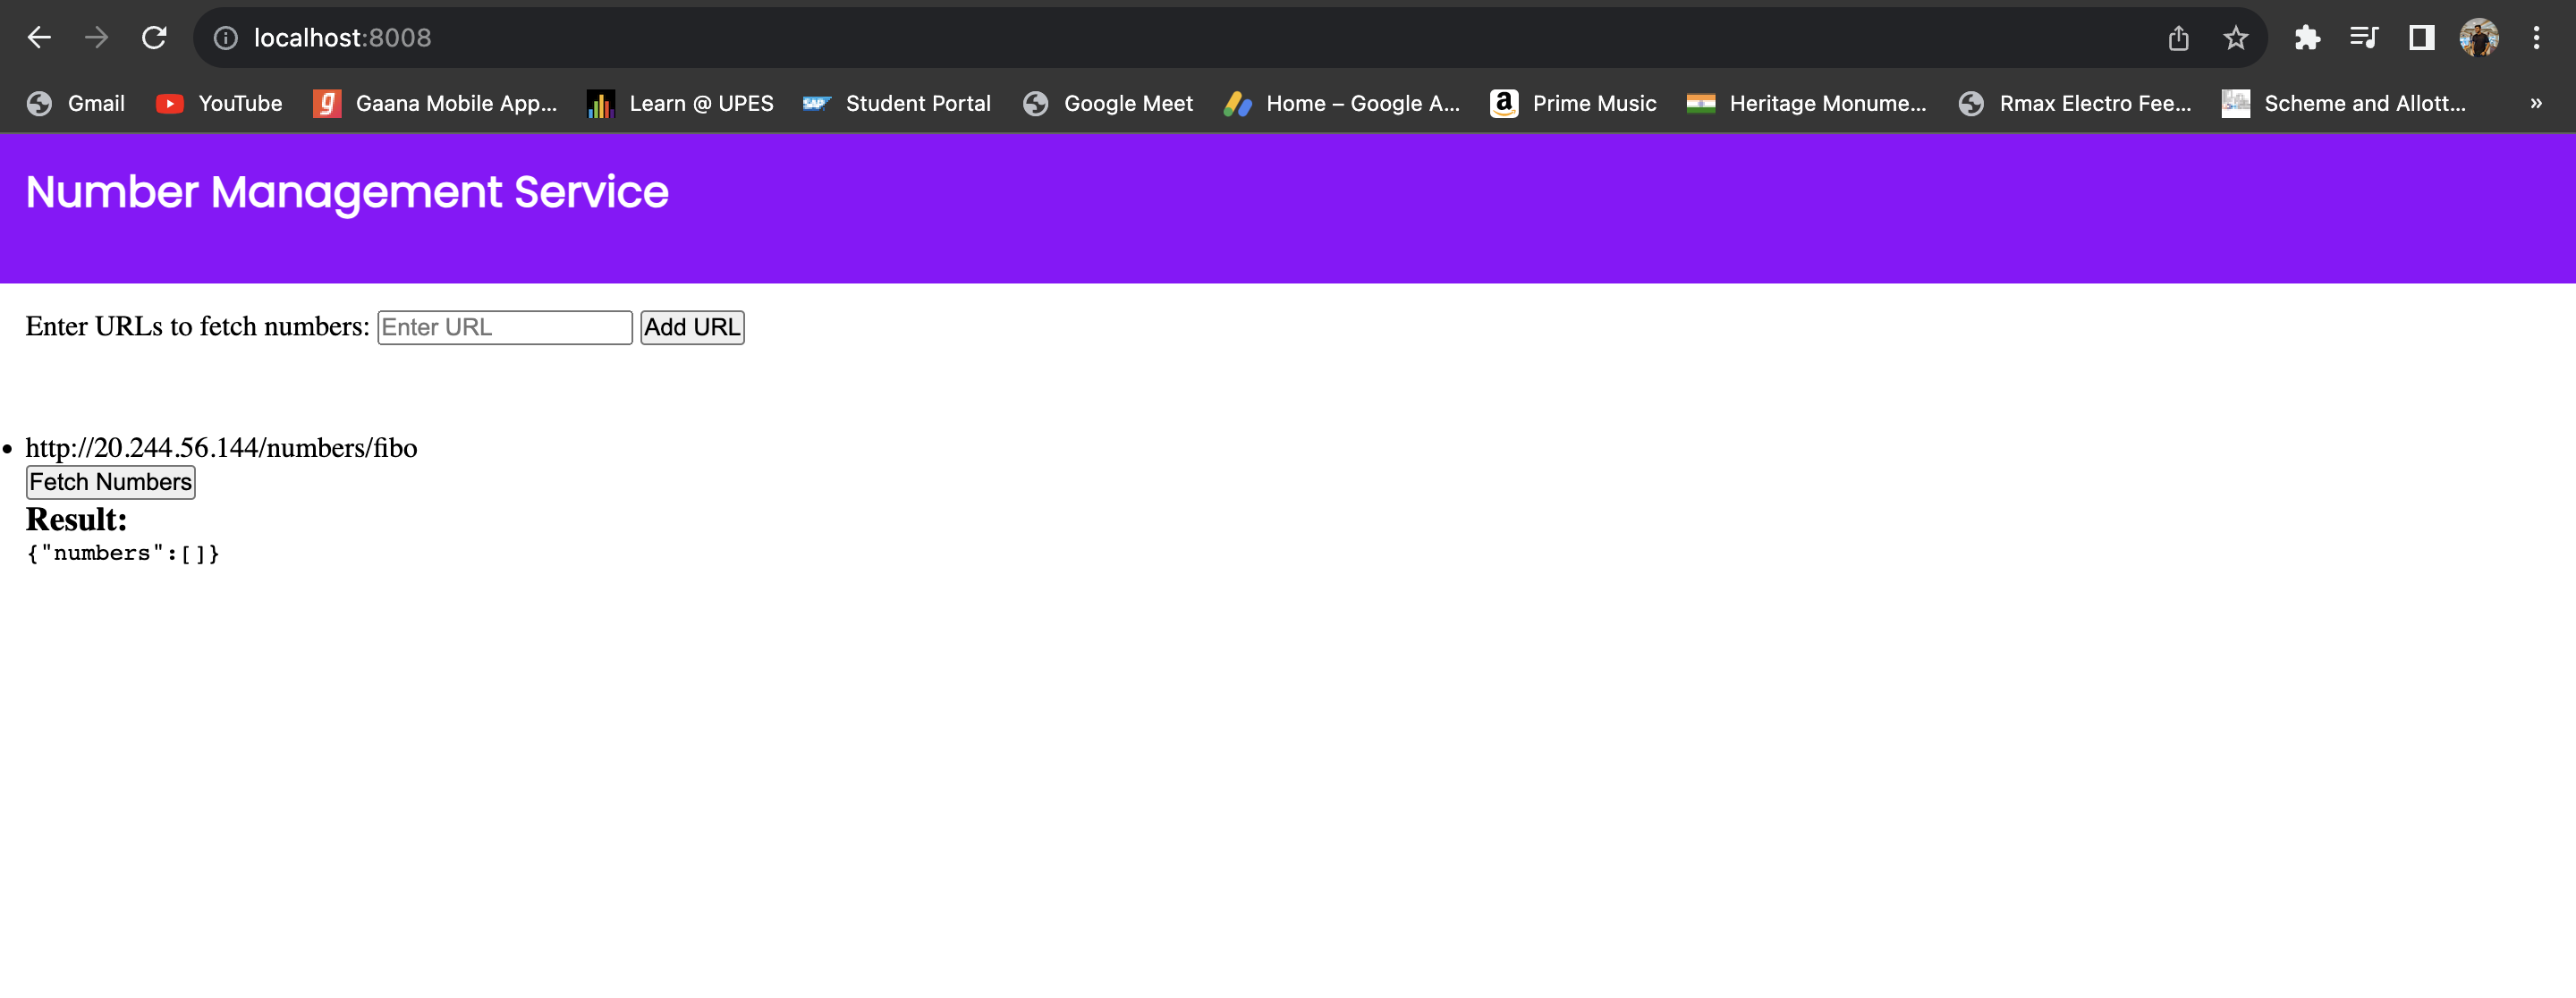 localhost:8008
Gmail YouTube g Gaana Mobile App... Learn @ UPES SAP Student Portal Google Meet Home – Google A... a Prime Music Heritage Monume... Rmax Electro Fee... Scheme and Allott... »
Number Management Service
Enter URLs to fetch numbers: Enter URL Add URL
• http://20.244.56.144/numbers/fibo
Fetch Numbers
Result:
{"numbers":[]}